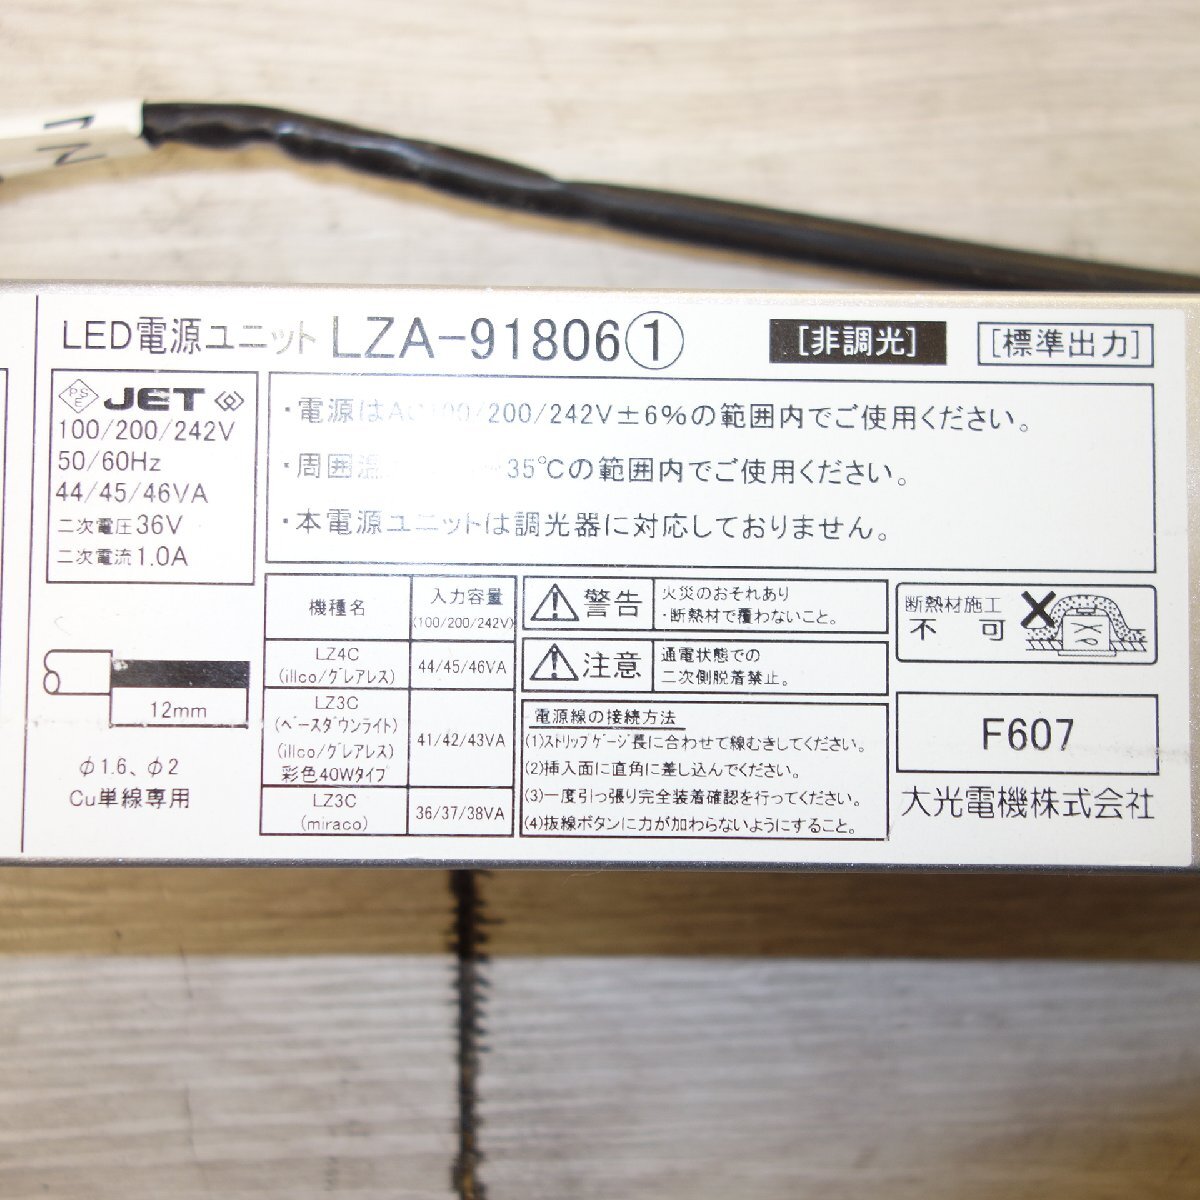 LED電源ユニット LZA-91806①
[非調光]
[標準出力]
PSE JET
100/200/242V
50/60Hz
44/45/46VA
二次電圧36V
二次電流1.0A
・電源はAC100/200/242V±6%の範囲内でご使用ください。
・周囲温 ~35℃の範囲内でご使用ください。
・本電源ユニットは調光器に対応しておりません。
12mm
φ1.6、φ2
Cu単線専用
機種名
入力容量
(100/200/242V)
LZ4C
(illco/グレアレス)
44/45/46VA
LZ3C
(ベースダウンライト)
(illco/グレアレス)
彩色40Wタイプ
41/42/43VA
LZ3C
(miraco)
36/37/38VA
警告
火災のおそれあり
・断熱材で覆わないこと。
注意
通電状態での
二次側脱着禁止。
電源線の接続方法
(1)ストリップゲージ長に合わせて線むきしてください。
(2)挿入面に直角に差し込んでください。
(3)一度引っ張り完全装着確認を行ってください。
(4)抜線ボタンに力が加わらないようにすること。
断熱材施工
不可
F607
大光電機株式会社